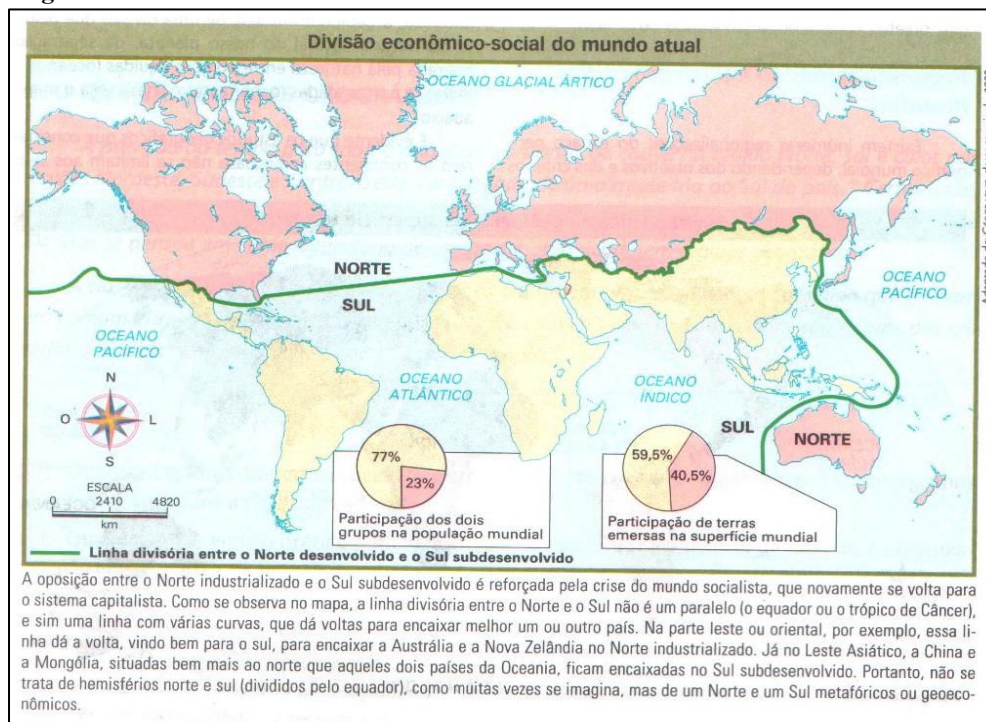 Divisão econômico-social do mundo atual
OCEANO GLACIAL ÁRTICO
NORTE
SUL
OCEANO
PACÍFICO
OCEANO
PACÍFICO
OCEANO
ATLÂNTICO
OCEANO
ÍNDICO
SUL
NORTE
N
O
L
S
ESCALA
0 2410 4820
km
77%
23%
Participação dos dois
grupos na população mundial
59,5%
40,5%
Participação de terras
emersas na superfície mundial
Linha divisória entre o Norte desenvolvido e o Sul subdesenvolvido
A oposição entre o Norte industrializado e o Sul subdesenvolvido é reforçada pela crise do mundo socialista, que novamente se volta para
o sistema capitalista. Como se observa no mapa, a linha divisória entre o Norte e o Sul não é um paralelo (o equador ou o trópico de Câncer),
e sim uma linha com várias curvas, que dá voltas para encaixar melhor um ou outro país. Na parte leste ou oriental, por exemplo, essa li-
nha dá a volta, vindo bem para o sul, para encaixar a Austrália e a Nova Zelândia no Norte industrializado. Já no Leste Asiático, a China e
a Mongólia, situadas bem mais ao norte que aqueles dois países da Oceania, ficam encaixadas no Sul subdesenvolvido. Portanto, não se
trata de hemisférios norte e sul (divididos pelo equador), como muitas vezes se imagina, mas de um Norte e um Sul metafóricos ou geoeco-
nômicos.